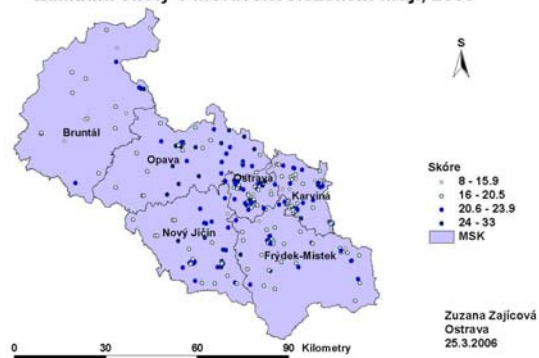 S
Bruntál
Opava
Ostrava
Karviná
Nový Jičín
Frýdek-Místek
Skóre
8 - 15.9
16 - 20.5
20.6 - 23.9
24 - 33
MSK
Zuzana Zajícová
Ostrava
25.3.2006
0 30 60 90 Kilometry